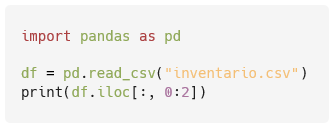 import pandas as pd
df = pd.read_csv("inventario.csv")
print(df.iloc[:, 0:2])